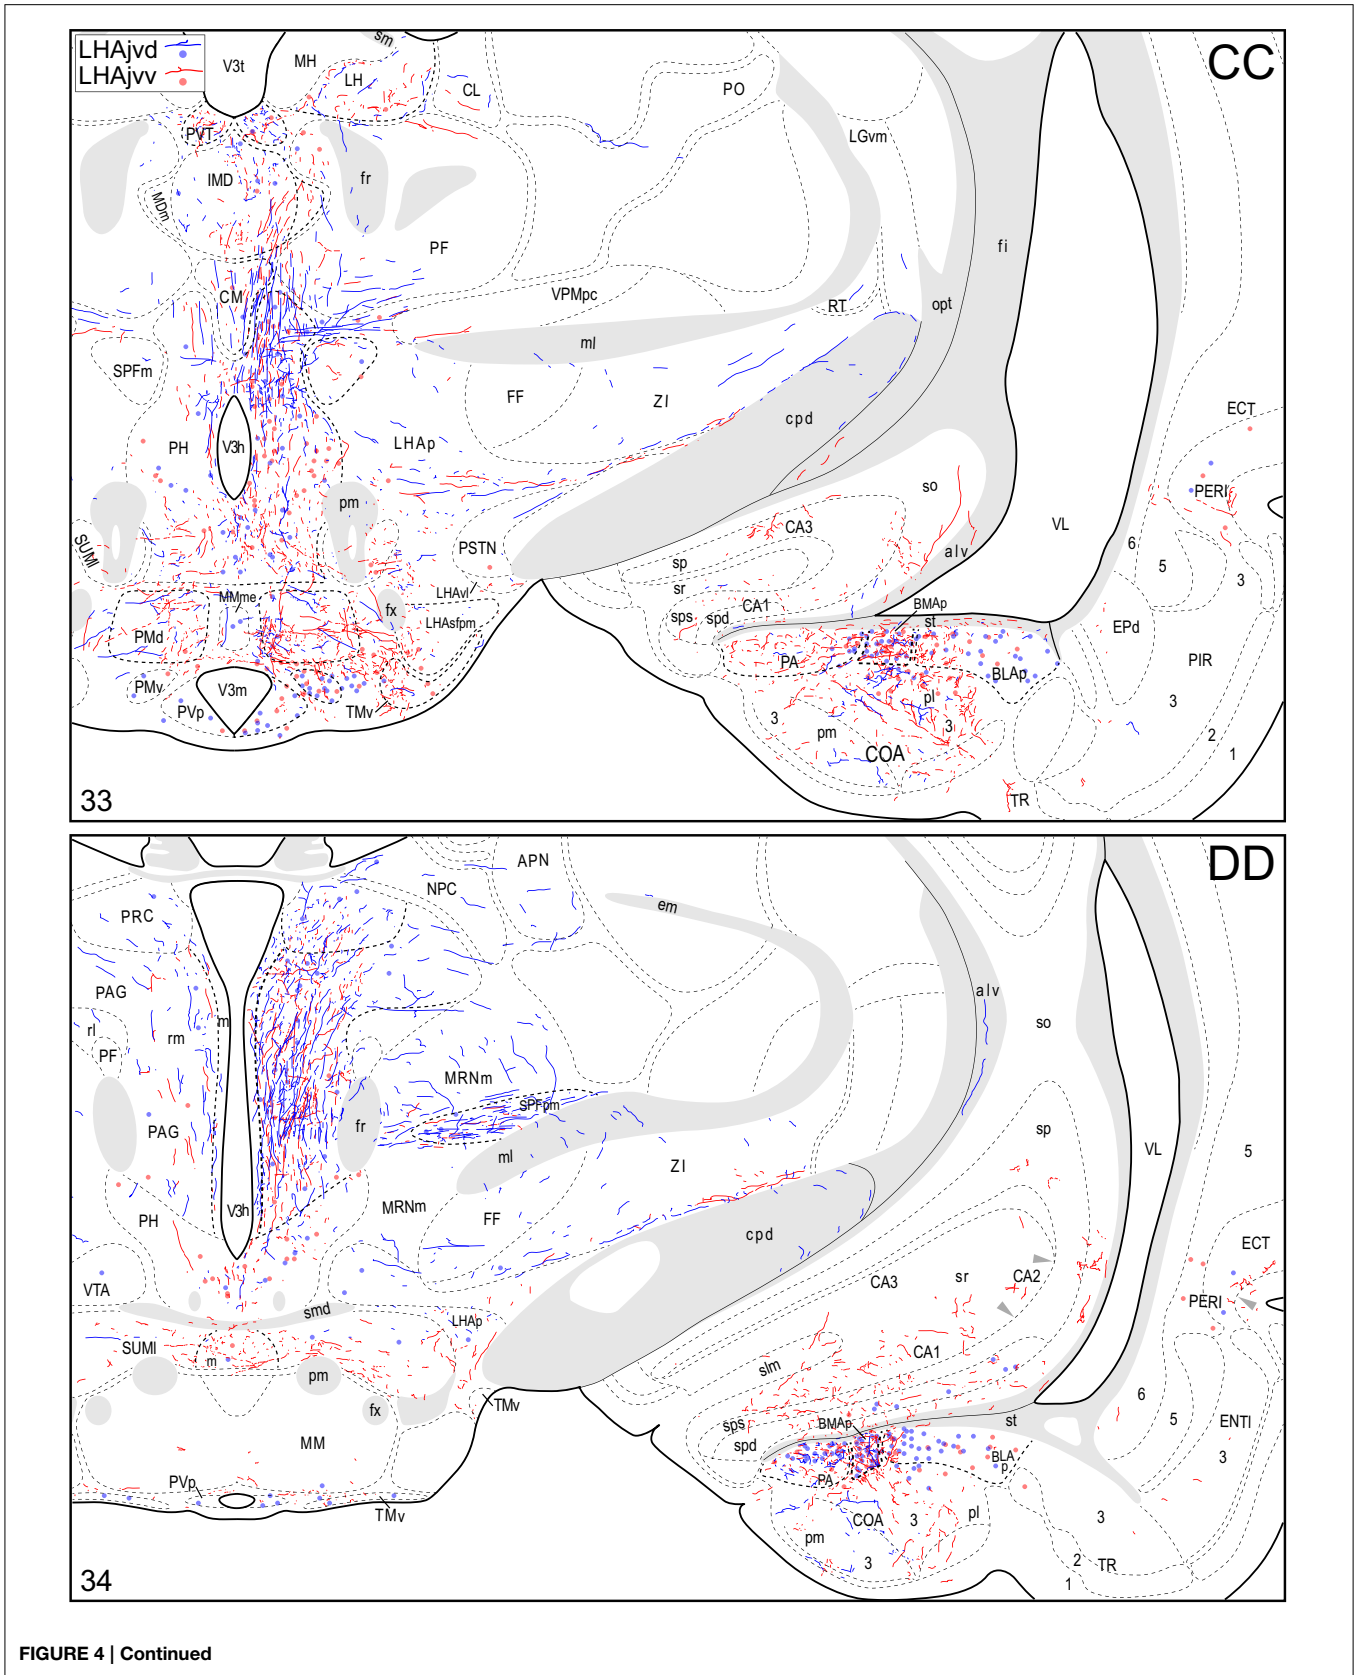 LHAjvd
LHAjvv
CC
V3t
MH
sm
LH
CL
PO
LGvm
PVT
IMD
fr
MDm
PF
fi
CM
VPMpc
RT
opt
ml
SPFm
FF
ZI
cpd
ECT
PH
V3h
LHAp
so
PERI
pm
CA3
VL
SUMl
PSTN
alv
6
5
3
sp
sr
LHAvl
MMme
fx
LHAsfpm
sps
spd
CA1
BMAp
st
EPd
PMd
PA
BLAp
PIR
PMv
V3m
pl
3
PVp
TMv
3
pm
3
2
1
COA
TR
33
DD
APN
NPC
em
PRC
PAG
alv
rl
rm
m
so
PF
MRNm
SPFpm
PAG
fr
sp
ml
ZI
VL
5
PH
V3h
MRNm
FF
cpd
ECT
VTA
CA3
sr
CA2
smd
PERI
LHAp
SUMl
m
CA1
slm
pm
6
5
ENTl
TMv
fx
sps
BMAp
st
MM
spd
BLA
p
3
PA
PVp
TMv
COA
3
pl
3
pm
3
2
TR
1
34
FIGURE 4 | Continued